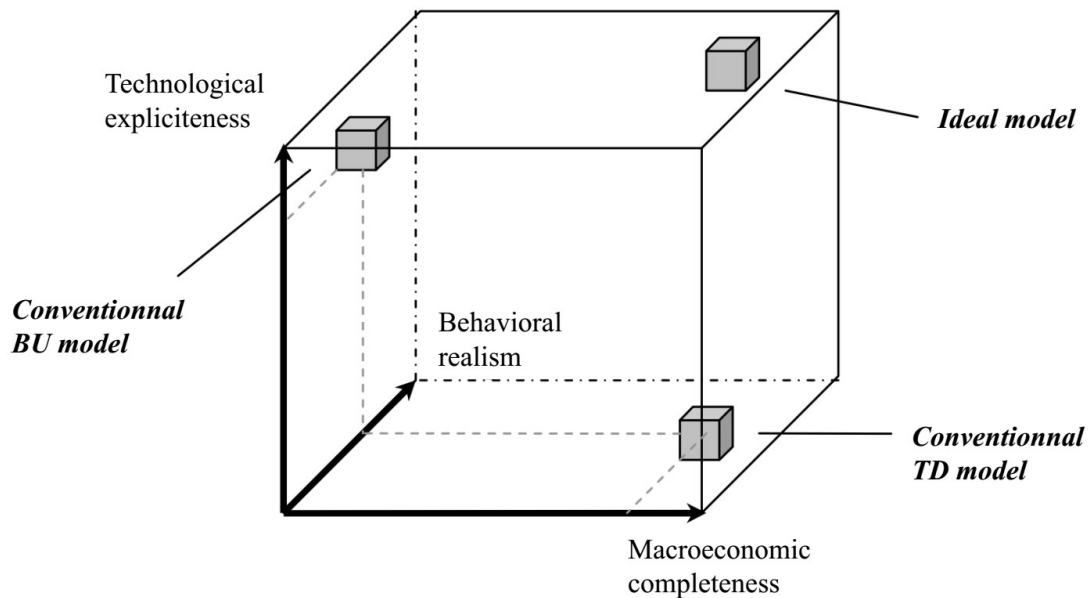 Technological
expliciteness
Ideal model
Conventionnal
BU model
Behavioral
realism
Conventionnal
TD model
Macroeconomic
completeness